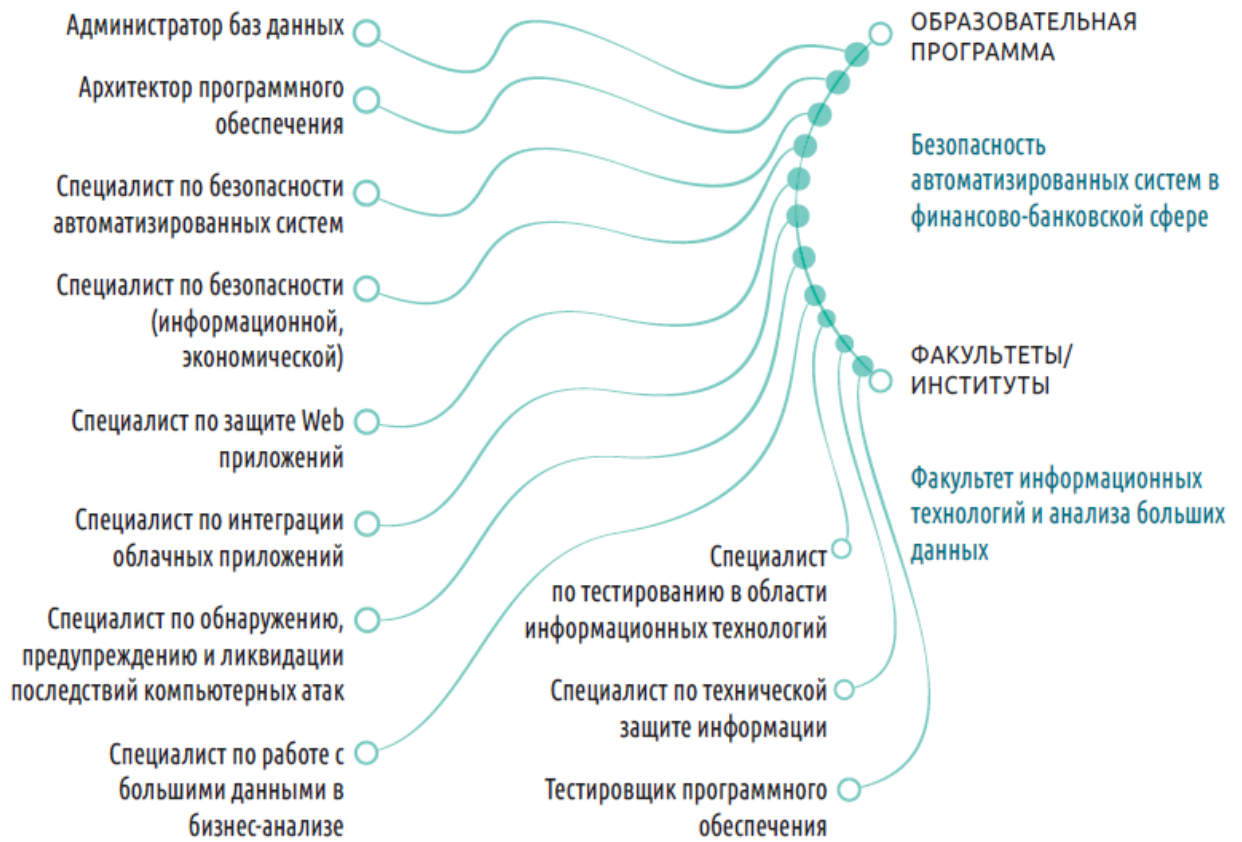 Администратор баз данных
Архитектор программного
обеспечения
Специалист по безопасности
автоматизированных систем
Специалист по безопасности
(информационной,
экономической)
Специалист по защите Web
приложений
Специалист по интеграции
облачных приложений
Специалист по обнаружению,
предупреждению и ликвидации
последствий компьютерных атак
Специалист по работе с
большими данными в
бизнес-анализе
Специалист
по тестированию в области
информационных технологий
Специалист по технической
защите информации
Тестировщик программного
обеспечения
ОБРАЗОВАТЕЛЬНАЯ
ПРОГРАММА
Безопасность
автоматизированных систем в
финансово-банковской сфере
ФАКУЛЬТЕТЫ/
ИНСТИТУТЫ
Факультет информационных
технологий и анализа больших
данных